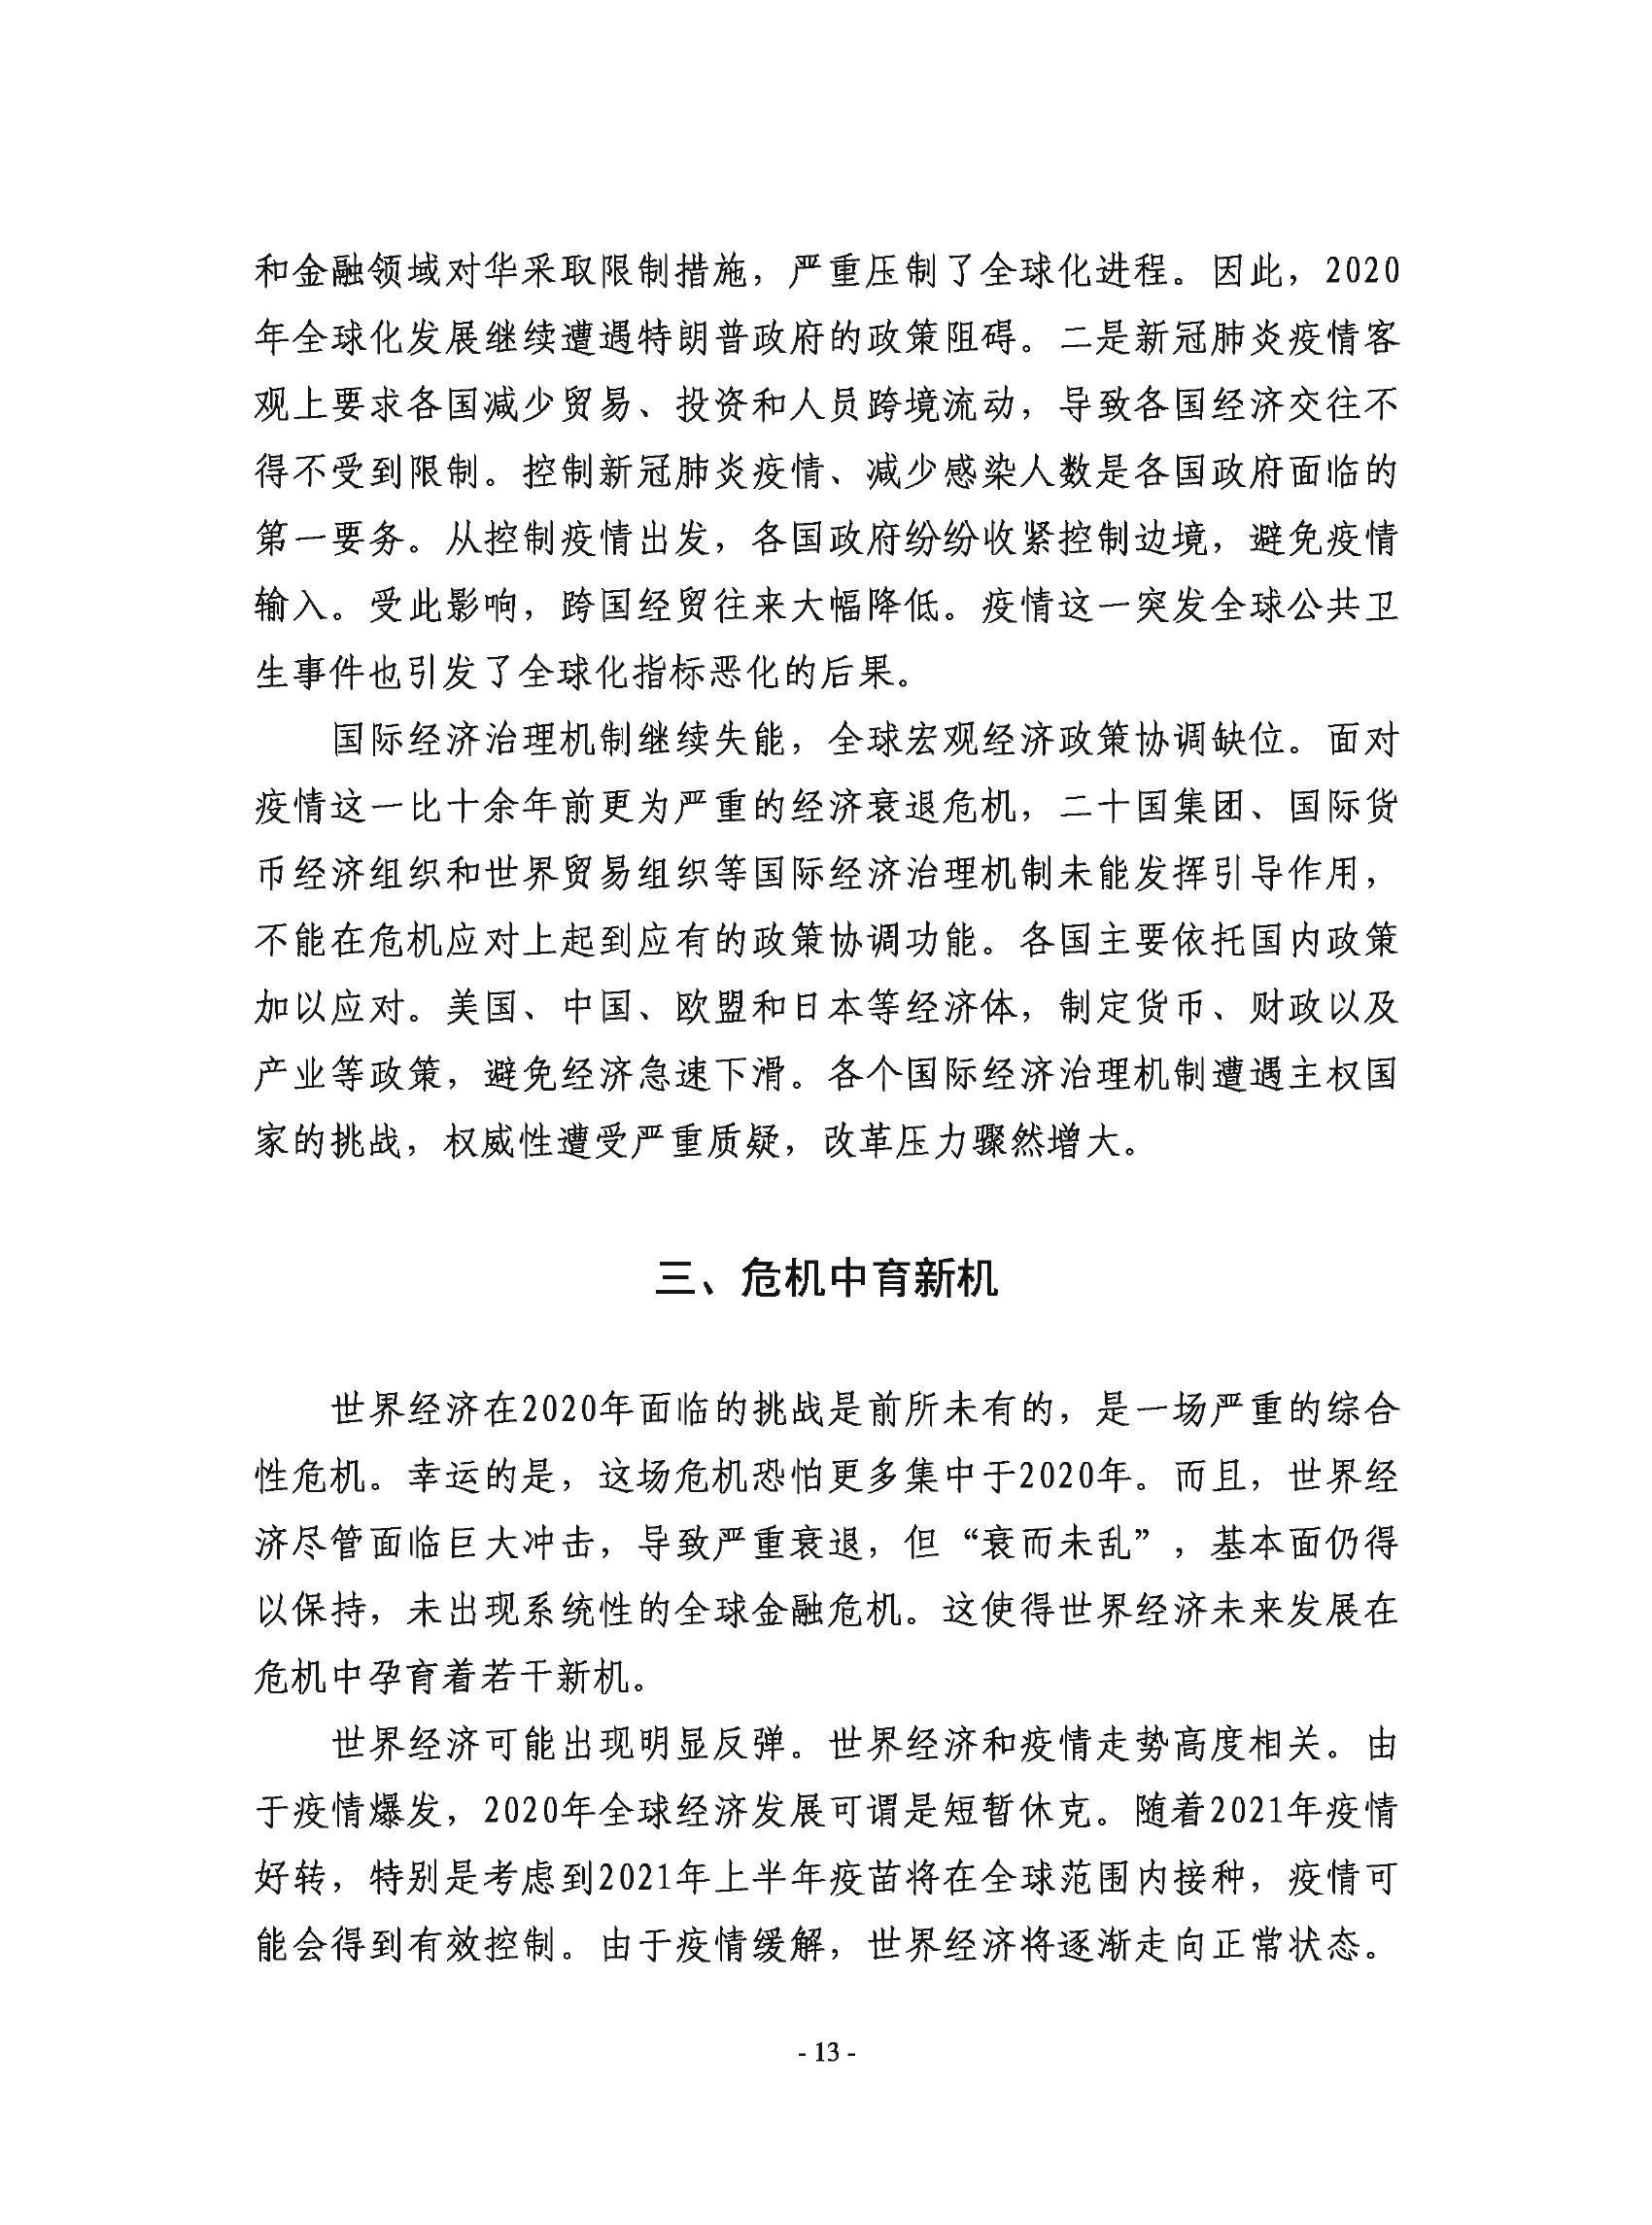 和金融领域对华采取限制措施，严重压制了全球化进程。因此，2020
年全球化发展继续遭遇特朗普政府的政策阻碍。二是新冠肺炎疫情客
观上要求各国减少贸易、投资和人员跨境流动，导致各国经济交往不
得不受到限制。控制新冠肺炎疫情、减少感染人数是各国政府面临的
第一要务。从控制疫情出发，各国政府纷纷收紧控制边境，避免疫情
输入。受此影响，跨国经贸往来大幅降低。疫情这一突发全球公共卫
生事件也引发了全球化指标恶化的后果。
国际经济治理机制继续失能，全球宏观经济政策协调缺位。面对
疫情这一比十余年前更为严重的经济衰退危机，二十国集团、国际货
币经济组织和世界贸易组织等国际经济治理机制未能发挥引导作用，
不能在危机应对上起到应有的政策协调功能。各国主要依托国内政策
加以应对。美国、中国、欧盟和日本等经济体，制定货币、财政以及
产业等政策，避免经济急速下滑。各个国际经济治理机制遭遇主权国
家的挑战，权威性遭受严重质疑，改革压力骤然增大。
三、危机中育新机
世界经济在2020年面临的挑战是前所未有的，是一场严重的综合
性危机。幸运的是，这场危机恐怕更多集中于2020年。而且，世界经
济尽管面临巨大冲击，导致严重衰退，但“衰而未乱”，基本面仍得
以保持，未出现系统性的全球金融危机。这使得世界经济未来发展在
危机中孕育着若干新机。
世界经济可能出现明显反弹。世界经济和疫情走势高度相关。由
于疫情爆发，2020年全球经济发展可谓是短暂休克。随着2021年疫情
好转，特别是考虑到2021年上半年疫苗将在全球范围内接种，疫情可
能会得到有效控制。由于疫情缓解，世界经济将逐渐走向正常状态。
- 13 -